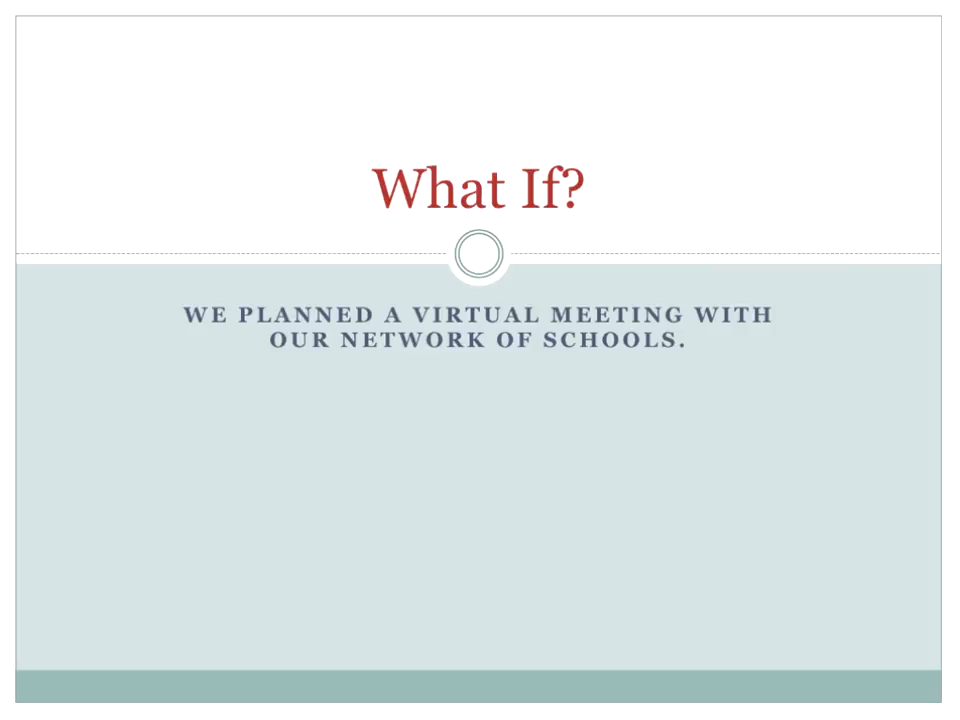 What If?
WE PLANNED A VIRTUAL MEETING WITH
OUR NETWORK OF SCHOOLS.